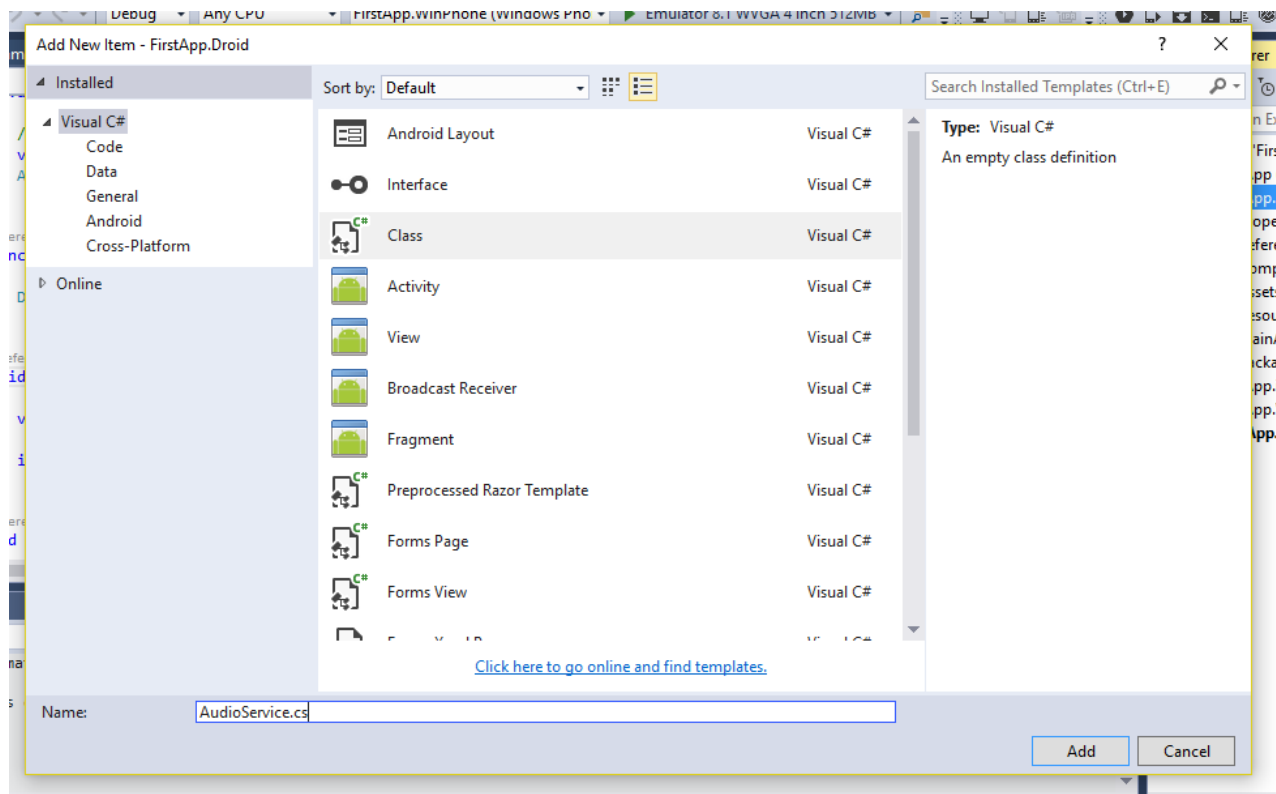 Debug Any CPU FirstApp.WinPhone (Windows Pho Emulator 8.1 WVGA 4 inch 512MB
Add New Item - FirstApp.Droid ?
Installed
Sort by: Default
Search Installed Templates (Ctrl+E)
Visual C#
Code
Data
General
Android
Cross-Platform
Online
Android Layout Visual C#
Interface Visual C#
Class Visual C#
Activity Visual C#
View Visual C#
Broadcast Receiver Visual C#
Fragment Visual C#
Preprocessed Razor Template Visual C#
Forms Page Visual C#
Forms View Visual C#
Type: Visual C#
An empty class definition
Click here to go online and find templates.
Name: AudioService.cs
Add Cancel